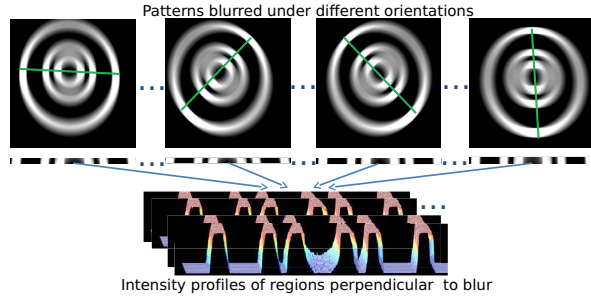 Patterns blurred under different orientations
Intensity profiles of regions perpendicular to blur